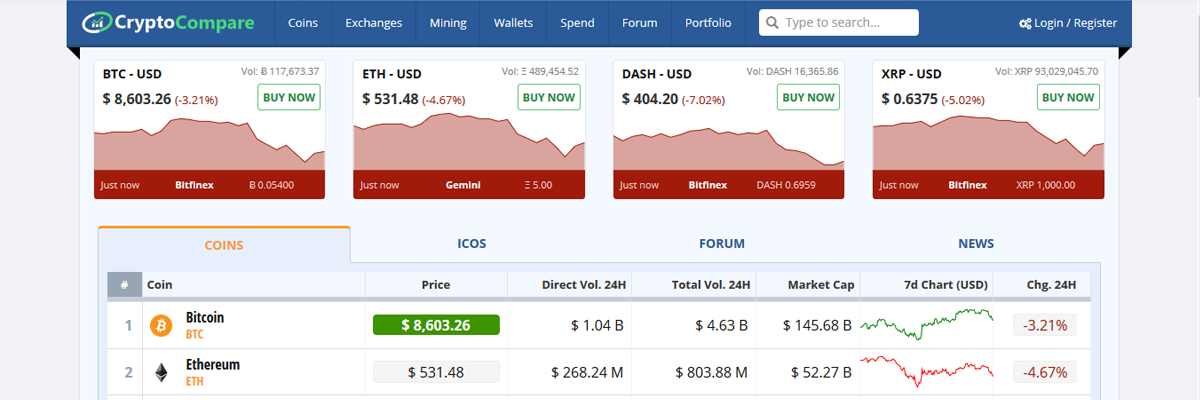 CryptoCompare Coins Exchanges Mining Wallets Spend Forum Portfolio Type to search... Login / Register
BTC - USD Vol: Ƀ 117,673.37
$ 8,603.26 (-3.21%) BUY NOW
Just now Bitfinex Ƀ 0.05400
ETH - USD Vol: Ξ 489,454.52
$ 531.48 (-4.67%) BUY NOW
Just now Gemini Ξ 5.00
DASH - USD Vol: DASH 16,365.86
$ 404.20 (-7.02%) BUY NOW
Just now Bitfinex DASH 0.6959
XRP - USD Vol: XRP 93,029,045.70
$ 0.6375 (-5.02%) BUY NOW
Just now Bitfinex XRP 1,000.00
COINS ICOS FORUM NEWS
# Coin Price Direct Vol. 24H Total Vol. 24H Market Cap 7d Chart (USD) Chg. 24H
1 Bitcoin BTC $ 8,603.26 $ 1.04 B $ 4.63 B $ 145.68 B -3.21%
2 Ethereum ETH $ 531.48 $ 268.24 M $ 803.88 M $ 52.27 B -4.67%